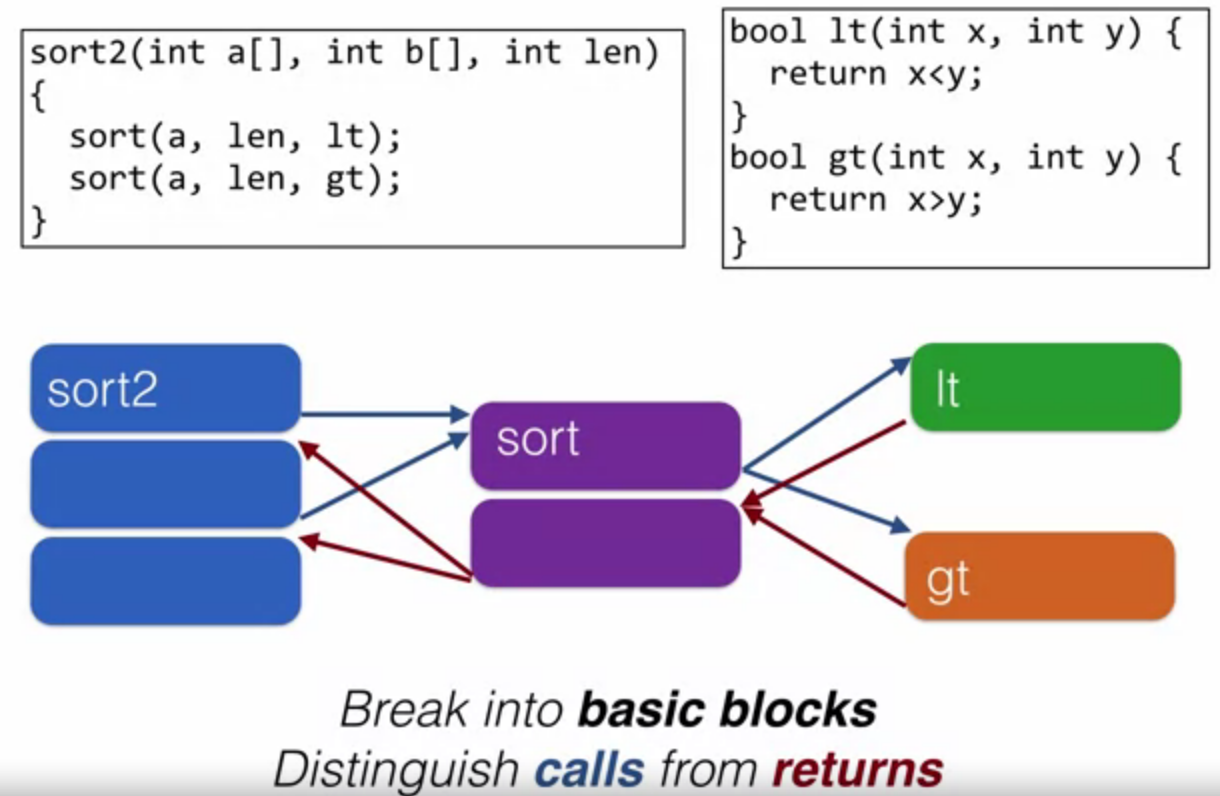 sort2(int a[], int b[], int len)
{
  sort(a, len, lt);
  sort(a, len, gt);
}
bool lt(int x, int y) {
  return x<y;
}
bool gt(int x, int y) {
  return x>y;
}
sort2
sort
lt
gt
Break into basic blocks
Distinguish calls from returns